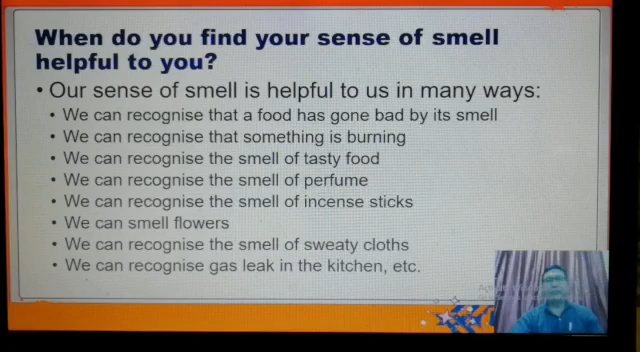 When do you find your sense of smell
helpful to you?
• Our sense of smell is helpful to us in many ways:
• We can recognise that a food has gone bad by its smell
• We can recognise that something is burning
• We can recognise the smell of tasty food
• We can recognise the smell of perfume
• We can recognise the smell of incense sticks
• We can smell flowers
• We can recognise the smell of sweaty cloths
• We can recognise gas leak in the kitchen, etc.